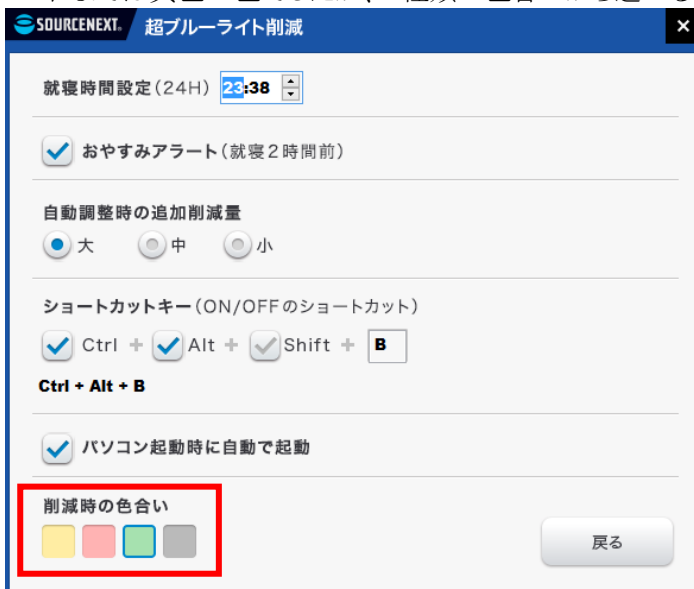 SOURCENEXT. 超ブルーライト削減
就寝時間設定(24H) 23:38
おやすみアラート(就寝2時間前)
自動調整時の追加削減量
大 中 小
ショートカットキー(ON/OFFのショートカット)
Ctrl + Alt + Shift + B
Ctrl + Alt + B
パソコン起動時に自動で起動
削減時の色合い
戻る